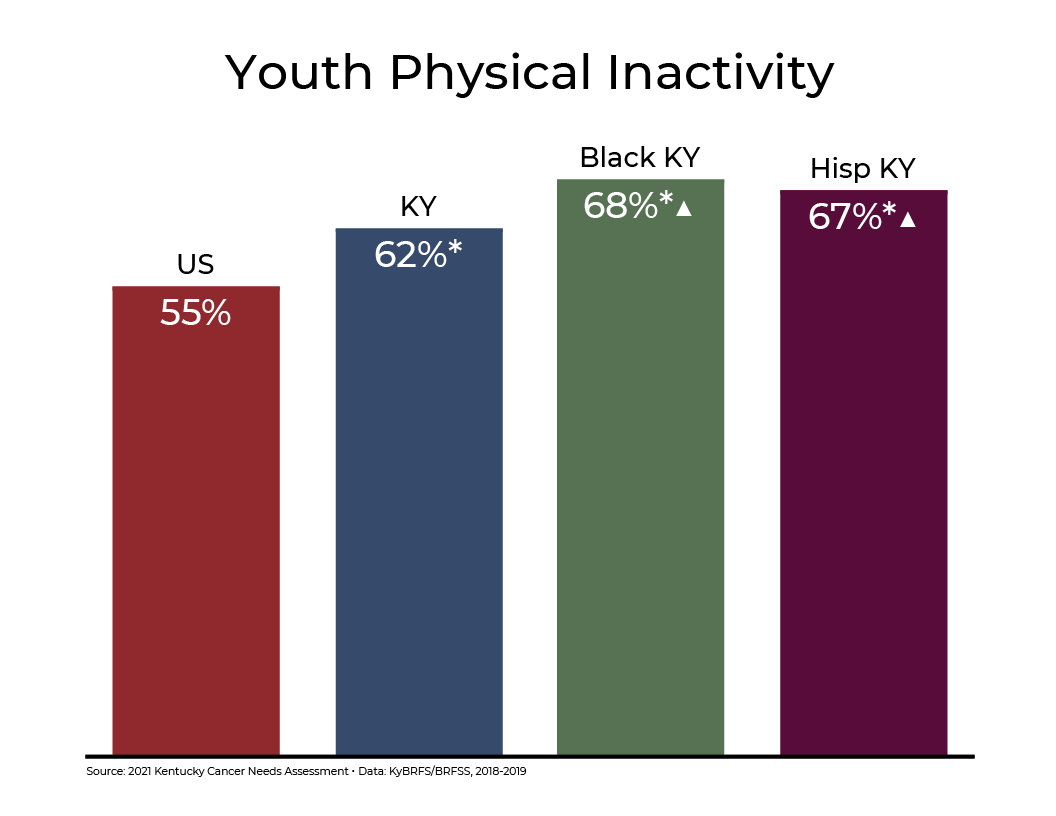 Youth Physical Inactivity
US
55%
KY
62%*
Black KY
68%*▲
Hisp KY
67%*▲
Source: 2021 Kentucky Cancer Needs Assessment • Data: KyBRFS/BRFSS, 2018-2019